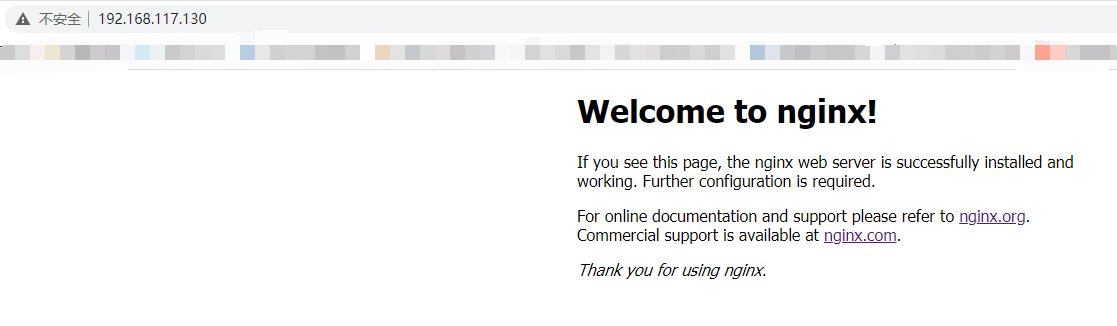 不安全 192.168.117.130
Welcome to nginx!
If you see this page, the nginx web server is successfully installed and
working. Further configuration is required.
For online documentation and support please refer to nginx.org.
Commercial support is available at nginx.com.
Thank you for using nginx.